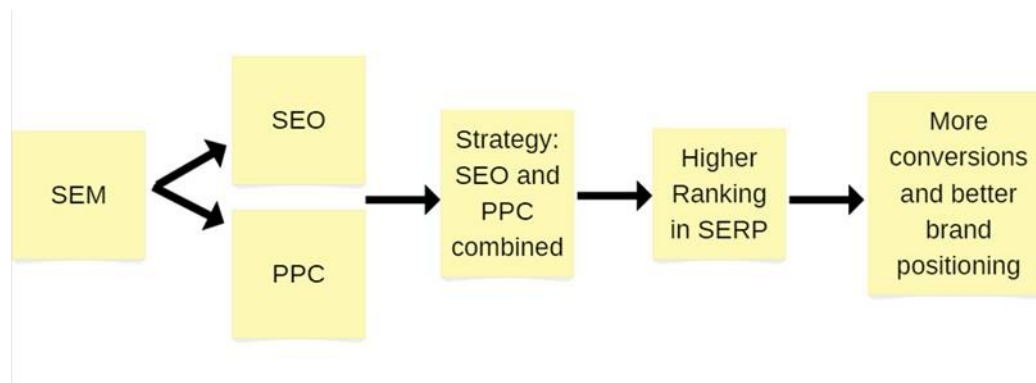 SEM
SEO
PPC
Strategy:
SEO and
PPC
combined
Higher
Ranking
in SERP
More
conversions
and better
brand
positioning